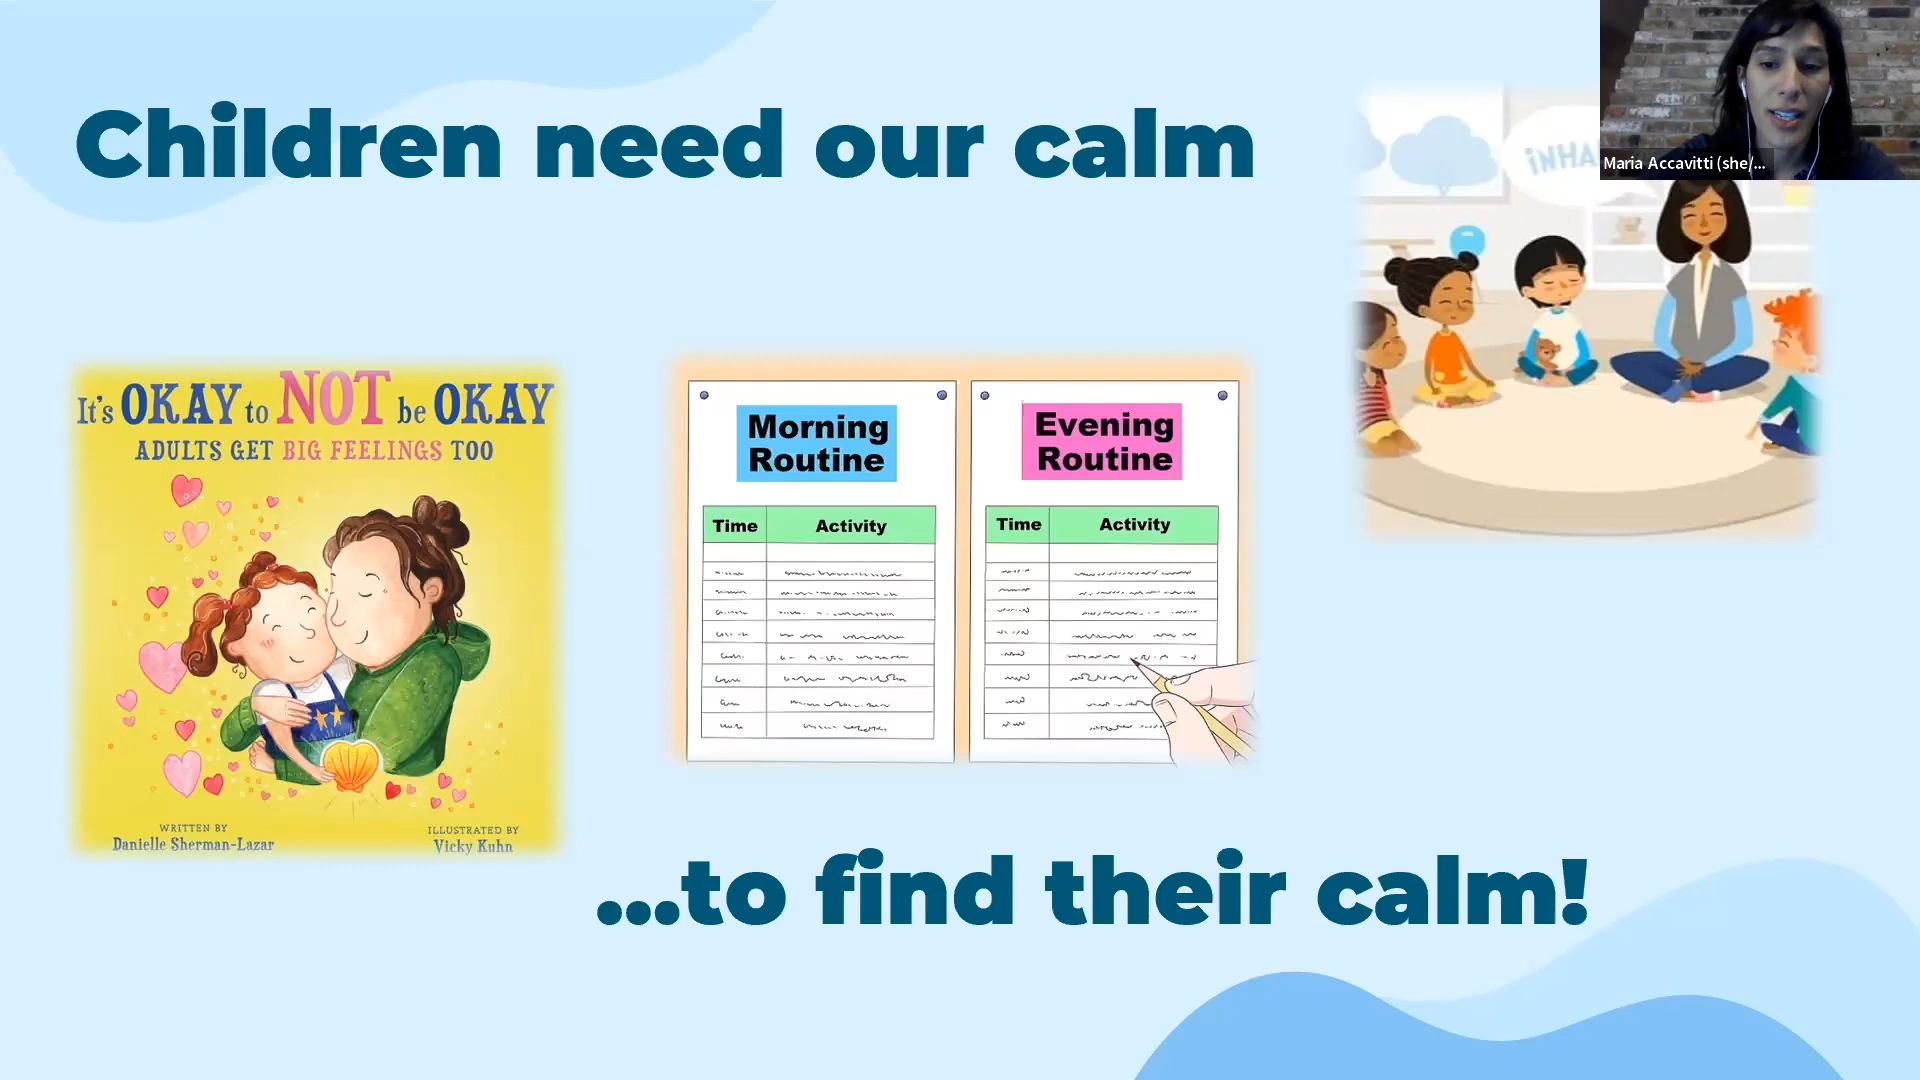 Children need our calm
iNHA
Maria Accavitti (she/...
It's OKAY to NOT be OKAY
ADULTS GET BIG FEELINGS TOO
WRITTEN BY
Danielle Sherman-Lazar
ILLUSTRATED BY
Vicky Kuhn
Morning
Routine
Time Activity
Evening
Routine
Time Activity
...to find their calm!